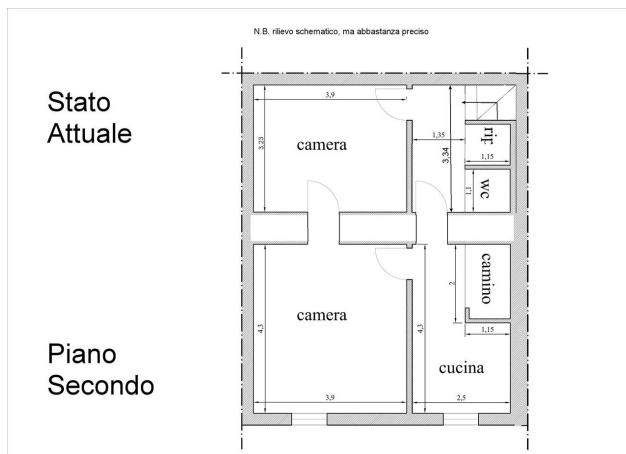 N.B. rilievo schematico, ma abbastanza preciso
Stato
Attuale
3,9
3,23
camera
1,35
3,34
rip
1,15
1,1
wc
camino
2
camera
4,3
4,3
1,15
cucina
Piano
Secondo
3,9
2,5